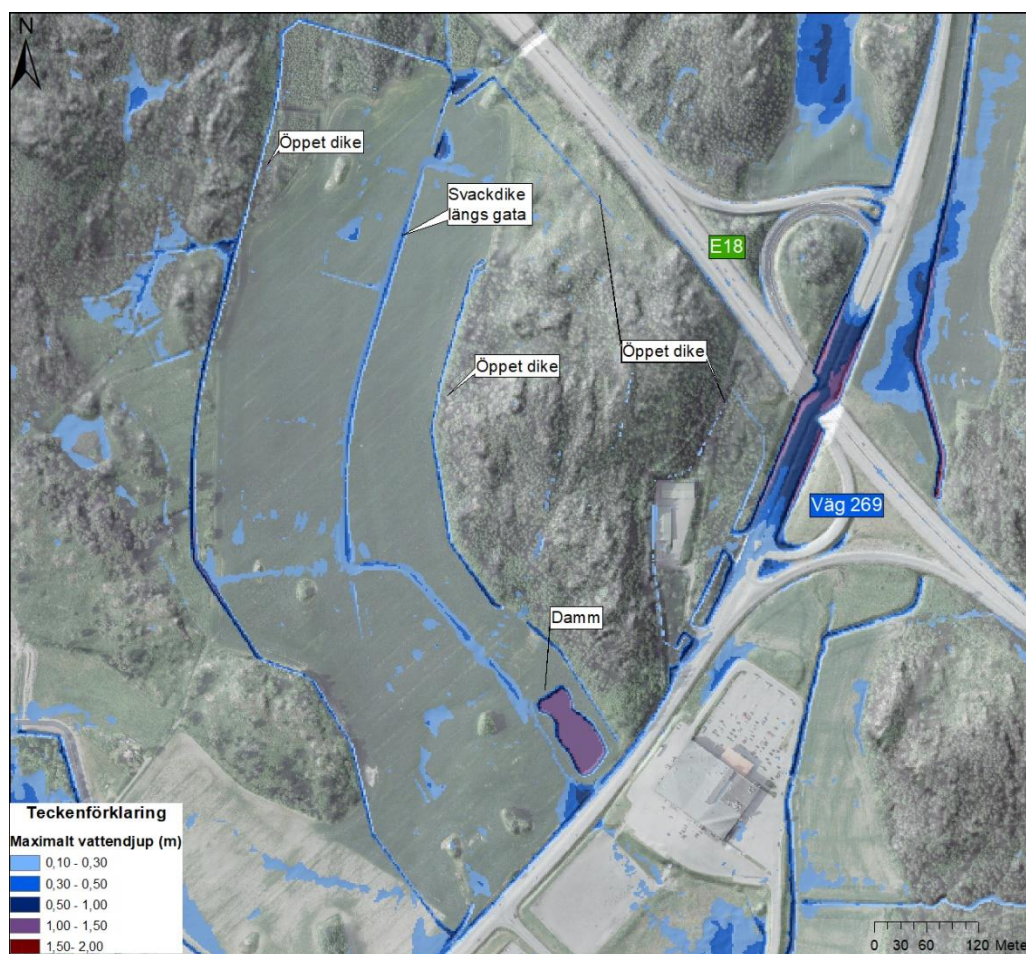 N
Öppet dike
Svackdike
längs gata
E18
Öppet dike
Öppet dike
Väg 269
Damm
Teckenförklaring
Maximalt vattendjup (m)
0,10 - 0,30
0,30 - 0,50
0,50 - 1,00
1,00 - 1,50
1,50- 2,00
0 30 60 120 Mete